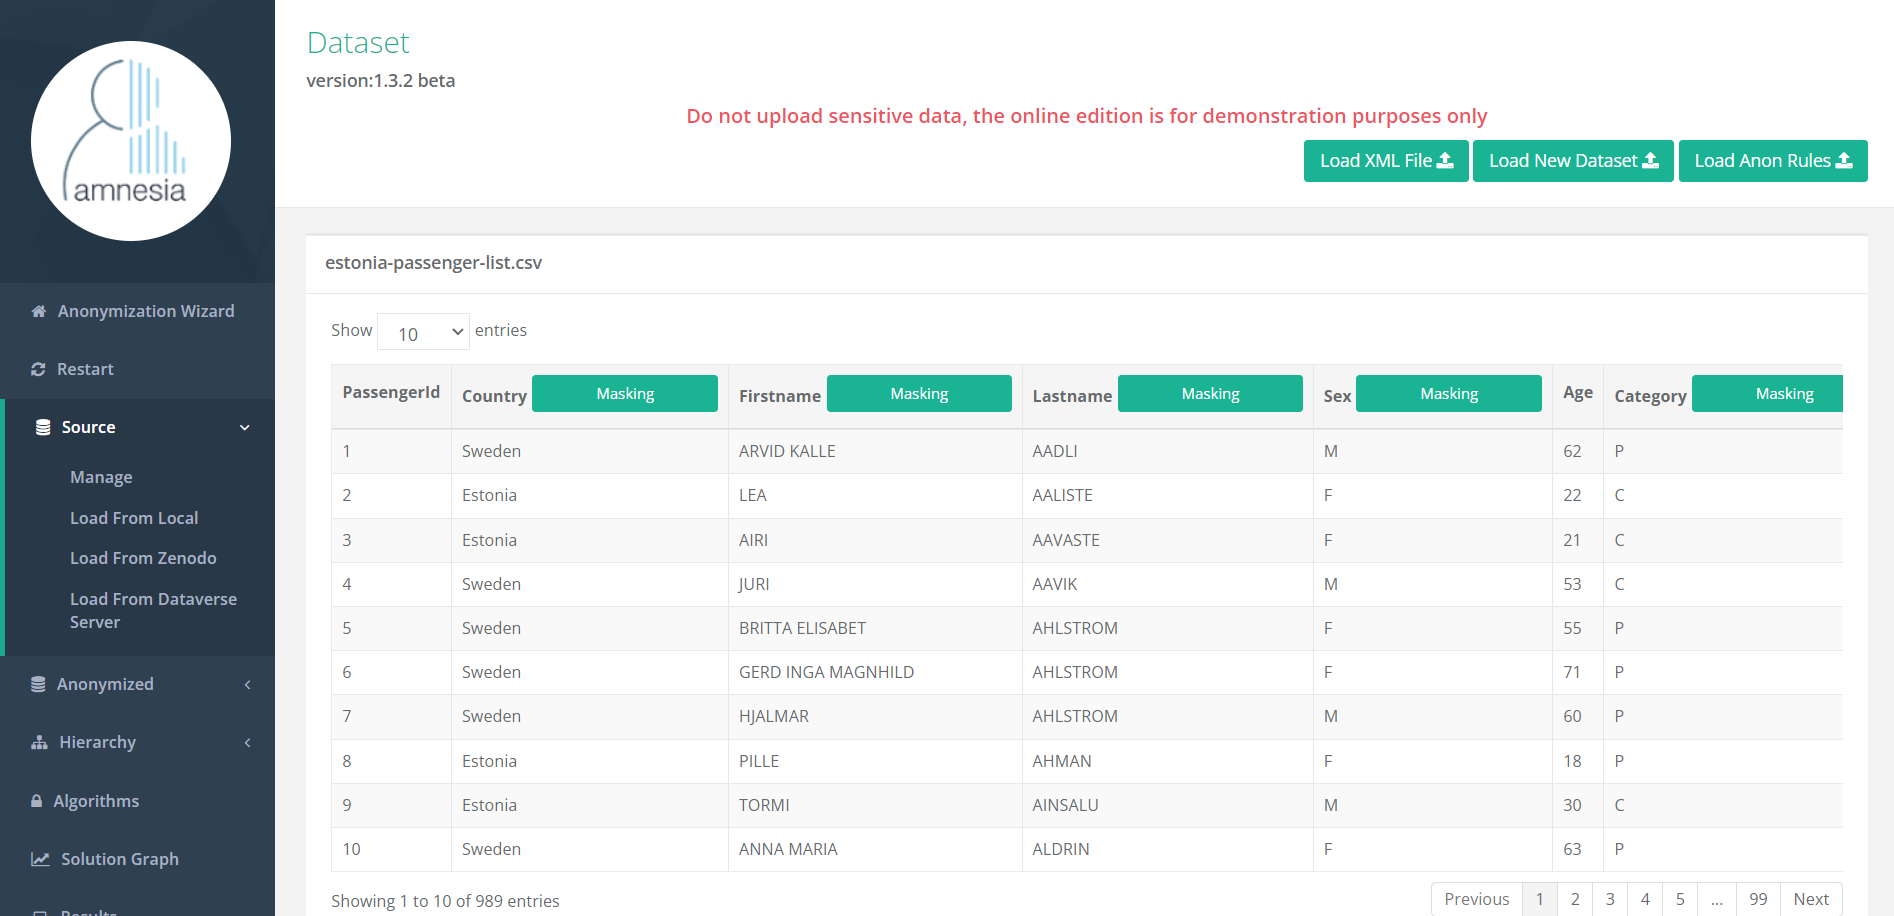 amnesia
Anonymization Wizard
Restart
Source
Manage
Load From Local
Load From Zenodo
Load From Dataverse
Server
Anonymized
Hierarchy
Algorithms
Solution Graph
Results
Dataset
version:1.3.2 beta
Do not upload sensitive data, the online edition is for demonstration purposes only
Load XML File Load New Dataset Load Anon Rules
estonia-passenger-list.csv
Show 10 entries
PassengerId Country Masking Firstname Masking Lastname Masking Sex Masking Age Category Masking
1 Sweden ARVID KALLE AADLI M 62 P
2 Estonia LEA AALISTE F 22 C
3 Estonia AIRI AAVASTE F 21 C
4 Sweden JURI AAVIK M 53 C
5 Sweden BRITTA ELISABET AHLSTROM F 55 P
6 Sweden GERD INGA MAGNHILD AHLSTROM F 71 P
7 Sweden HJALMAR AHLSTROM M 60 P
8 Estonia PILLE AHMAN F 18 P
9 Estonia TORMI AINSALU M 30 C
10 Sweden ANNA MARIA ALDRIN F 63 P
Showing 1 to 10 of 989 entries
Previous 1 2 3 4 5 ... 99 Next